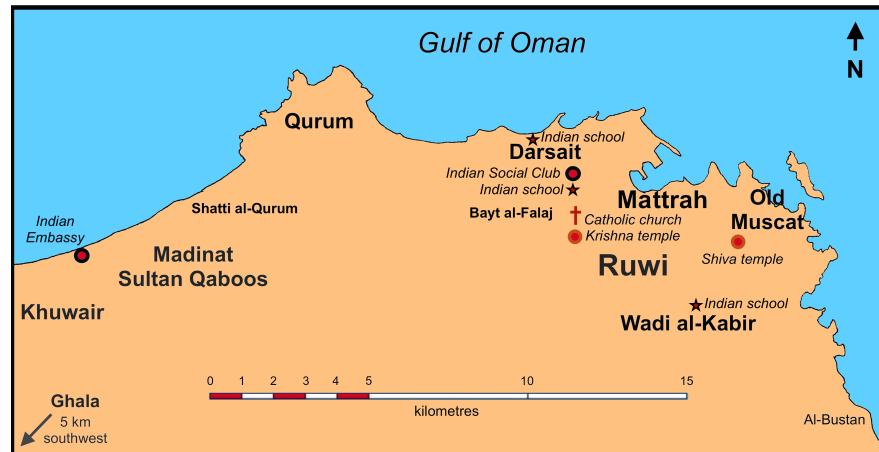 Gulf of Oman
N
Qurum
Indian school
Darsait
Indian Social Club
Indian school
Mattrah
Old
Muscat
Shatti al-Qurum
Bayt al-Falaj
Catholic church
Krishna temple
Indian
Embassy
Madinat
Sultan Qaboos
Ruwi
Shiva temple
Khuwair
Indian school
Wadi al-Kabir
0 1 2 3 4 5 10 15
kilometres
Ghala
5 km
southwest
Al-Bustan